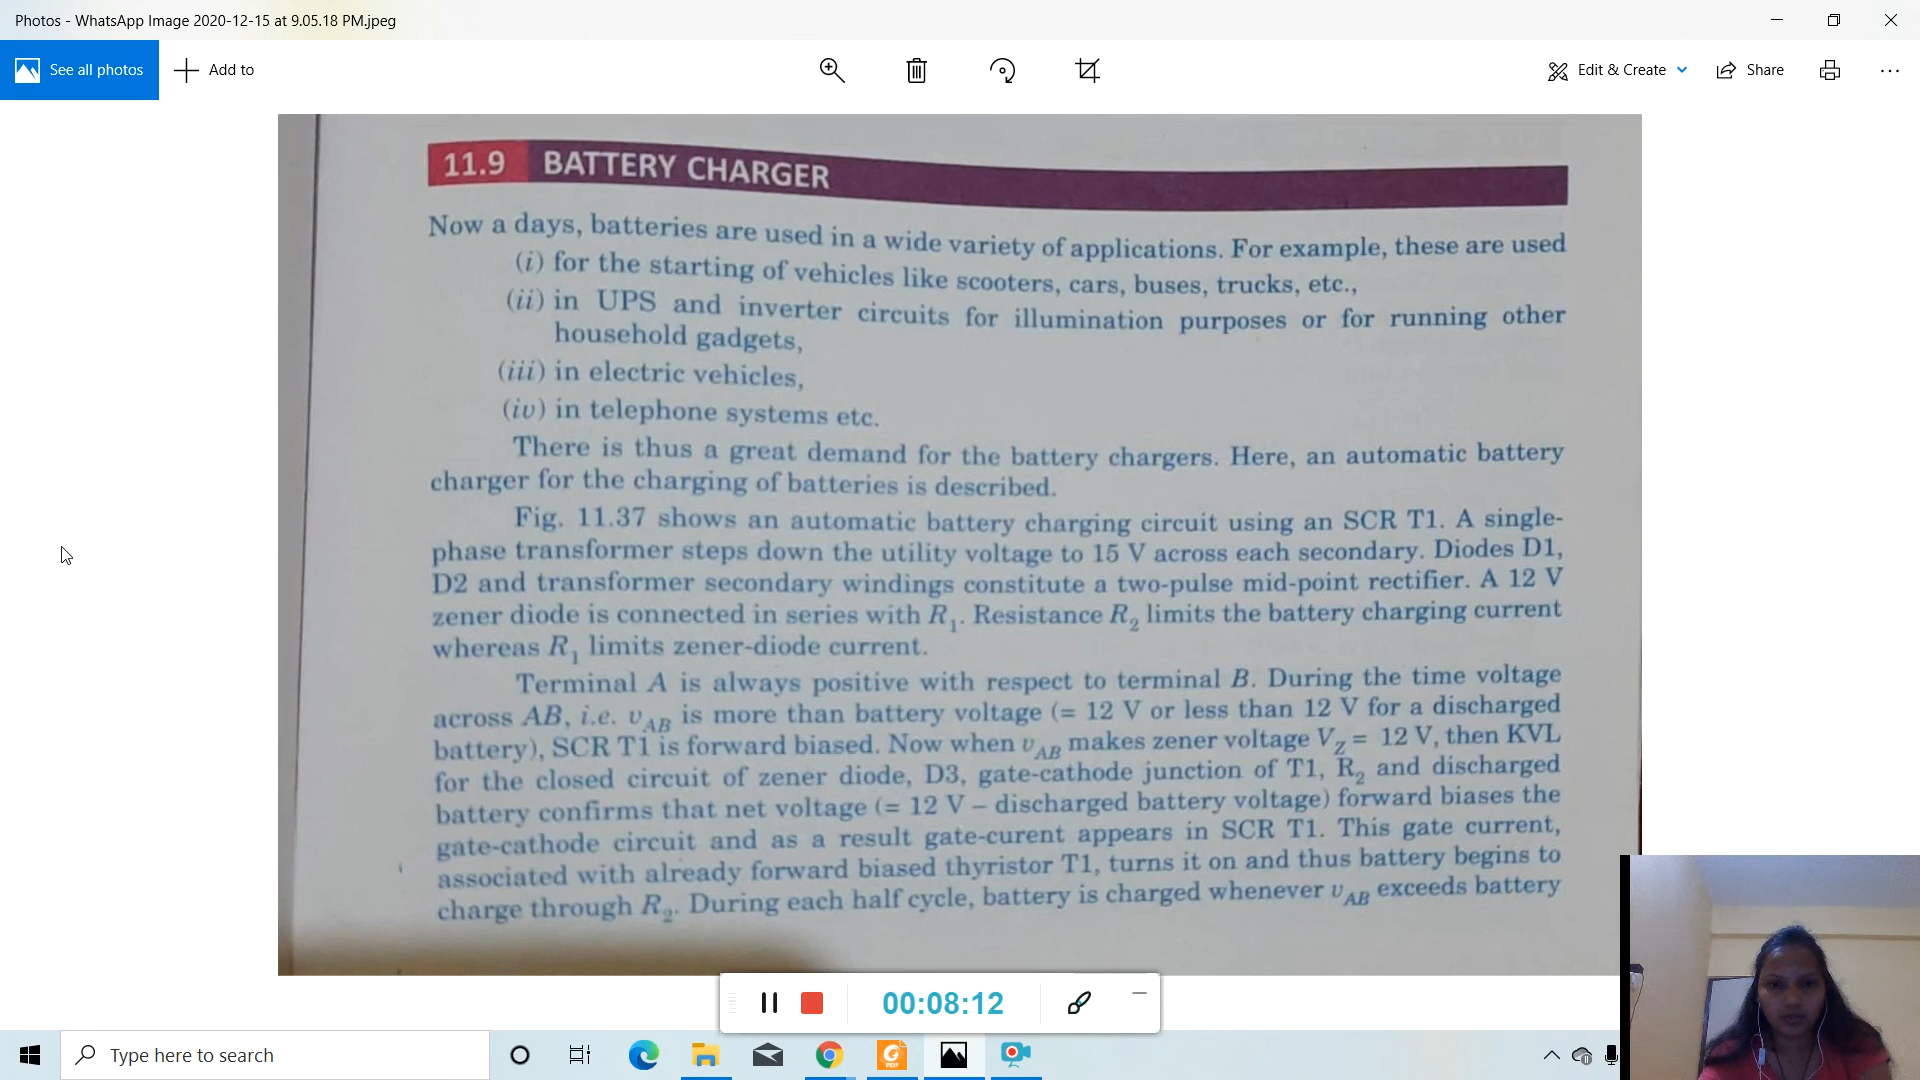 Photos - WhatsApp Image 2020-12-15 at 9.05.18 PM.jpeg
See all photos
Add to
Edit & Create
Share
11.9 BATTERY CHARGER
Now a days, batteries are used in a wide variety of applications. For example, these are used
(i) for the starting of vehicles like scooters, cars, buses, trucks, etc.,
(ii) in UPS and inverter circuits for illumination purposes or for running other
household gadgets,
(iii) in electric vehicles,
(iv) in telephone systems etc.
There is thus a great demand for the battery chargers. Here, an automatic battery
charger for the charging of batteries is described.
Fig. 11.37 shows an automatic battery charging circuit using an SCR T1. A single-
phase transformer steps down the utility voltage to 15 V across each secondary. Diodes D1,
D2 and transformer secondary windings constitute a two-pulse mid-point rectifier. A 12 V
zener diode is connected in series with R₁. Resistance R₂ limits the battery charging current
whereas R₁ limits zener-diode current.
Terminal A is always positive with respect to terminal B. During the time voltage
across AB, i.e. v_AB is more than battery voltage (= 12 V or less than 12 V for a discharged
battery), SCR T1 is forward biased. Now when v_AB makes zener voltage V_Z = 12 V, then KVL
for the closed circuit of zener diode, D3, gate-cathode junction of T1, R₂ and discharged
battery confirms that net voltage (= 12 V – discharged battery voltage) forward biases the
gate-cathode circuit and as a result gate-curent appears in SCR T1. This gate current,
associated with already forward biased thyristor T1, turns it on and thus battery begins to
charge through R₂. During each half cycle, battery is charged whenever v_AB exceeds battery
00:08:12
Type here to search